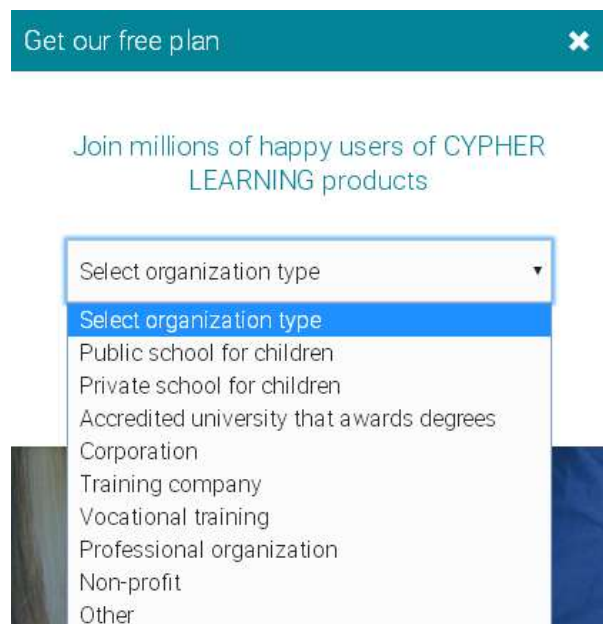 Get our free plan
Join millions of happy users of CYPHER
LEARNING products
Select organization type
Select organization type
Public school for children
Private school for children
Accredited university that awards degrees
Corporation
Training company
Vocational training
Professional organization
Non-profit
Other